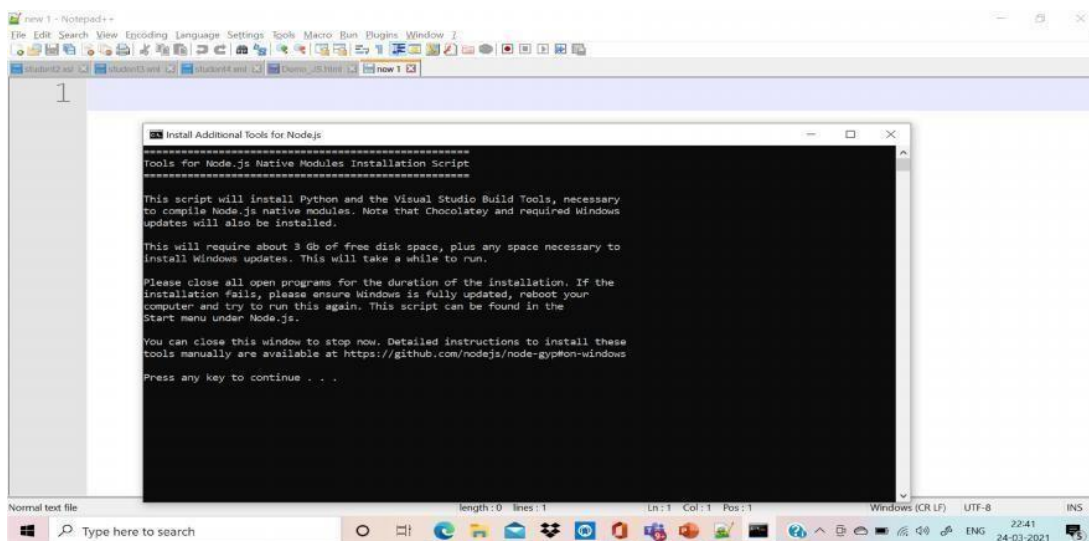 new 1 - Notepad++
File Edit Search View Encoding Language Settings Tools Macro Run Plugins Window ?
student2.xsl student3.xml student4.xml Demo_JS.html new 1
1
Install Additional Tools for Node.js
====================================================
Tools for Node.js Native Modules Installation Script
====================================================
This script will install Python and the Visual Studio Build Tools, necessary
to compile Node.js native modules. Note that Chocolatey and required Windows
updates will also be installed.
This will require about 3 Gb of free disk space, plus any space necessary to
install Windows updates. This will take a while to run.
Please close all open programs for the duration of the installation. If the
installation fails, please ensure Windows is fully updated, reboot your
computer and try to run this again. This script can be found in the
Start menu under Node.js.
You can close this window to stop now. Detailed instructions to install these
tools manually are available at https://github.com/nodejs/node-gyp#on-windows
Press any key to continue . . .
Normal text file length : 0 lines : 1 Ln : 1 Col : 1 Pos : 1 Windows (CR LF) UTF-8 INS
Type here to search ENG 22:41
24-03-2021